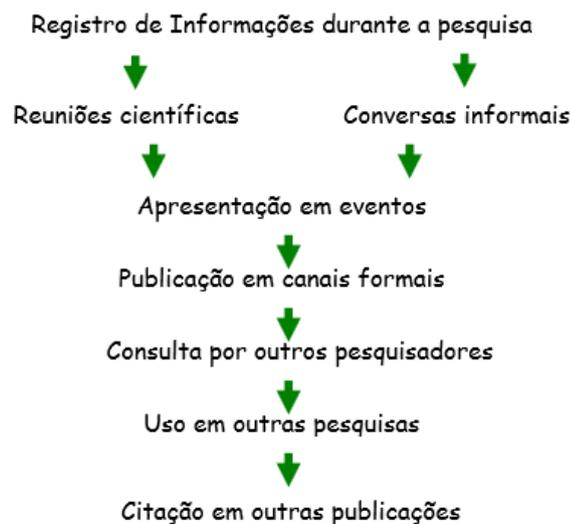 Registro de Informações durante a pesquisa
Reuniões científicas
Conversas informais
Apresentação em eventos
Publicação em canais formais
Consulta por outros pesquisadores
Uso em outras pesquisas
Citação em outras publicações